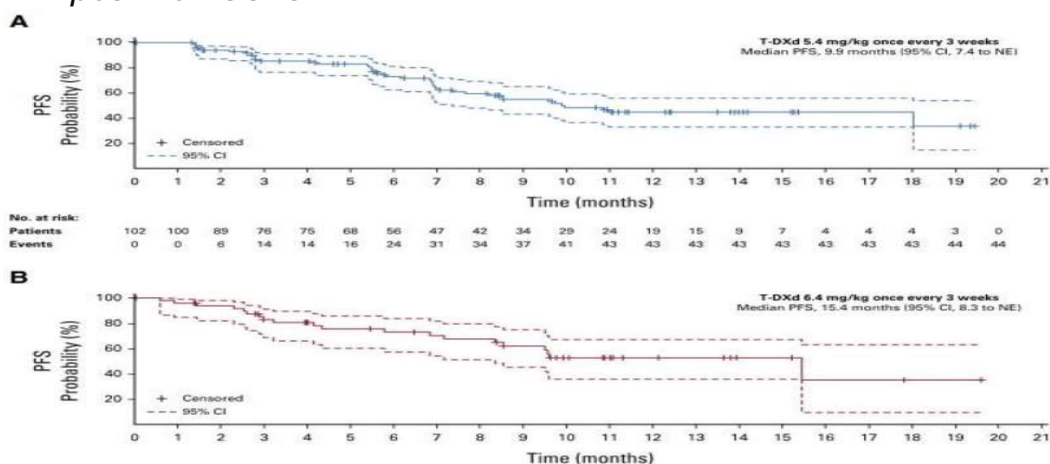 A
T-DXd 5.4 mg/kg once every 3 weeks
Median PFS, 9.9 months (95% CI, 7.4 to NE)
PFS
Probability (%)
100
80
60
40
20
Censored
95% CI
0 1 2 3 4 5 6 7 8 9 10 11 12 13 14 15 16 17 18 19 20 21
Time (months)
No. at risk:
Patients 102 100 89 76 75 68 56 47 42 34 29 24 19 15 9 7 4 4 4 3 0
Events 0 0 6 14 14 16 24 31 34 37 41 43 43 43 43 43 43 43 43 44 44
B
T-DXd 6.4 mg/kg once every 3 weeks
Median PFS, 15.4 months (95% CI, 8.3 to NE)
PFS
Probability (%)
100
80
60
40
20
Censored
95% CI
0 1 2 3 4 5 6 7 8 9 10 11 12 13 14 15 16 17 18 19 20 21
Time (months)